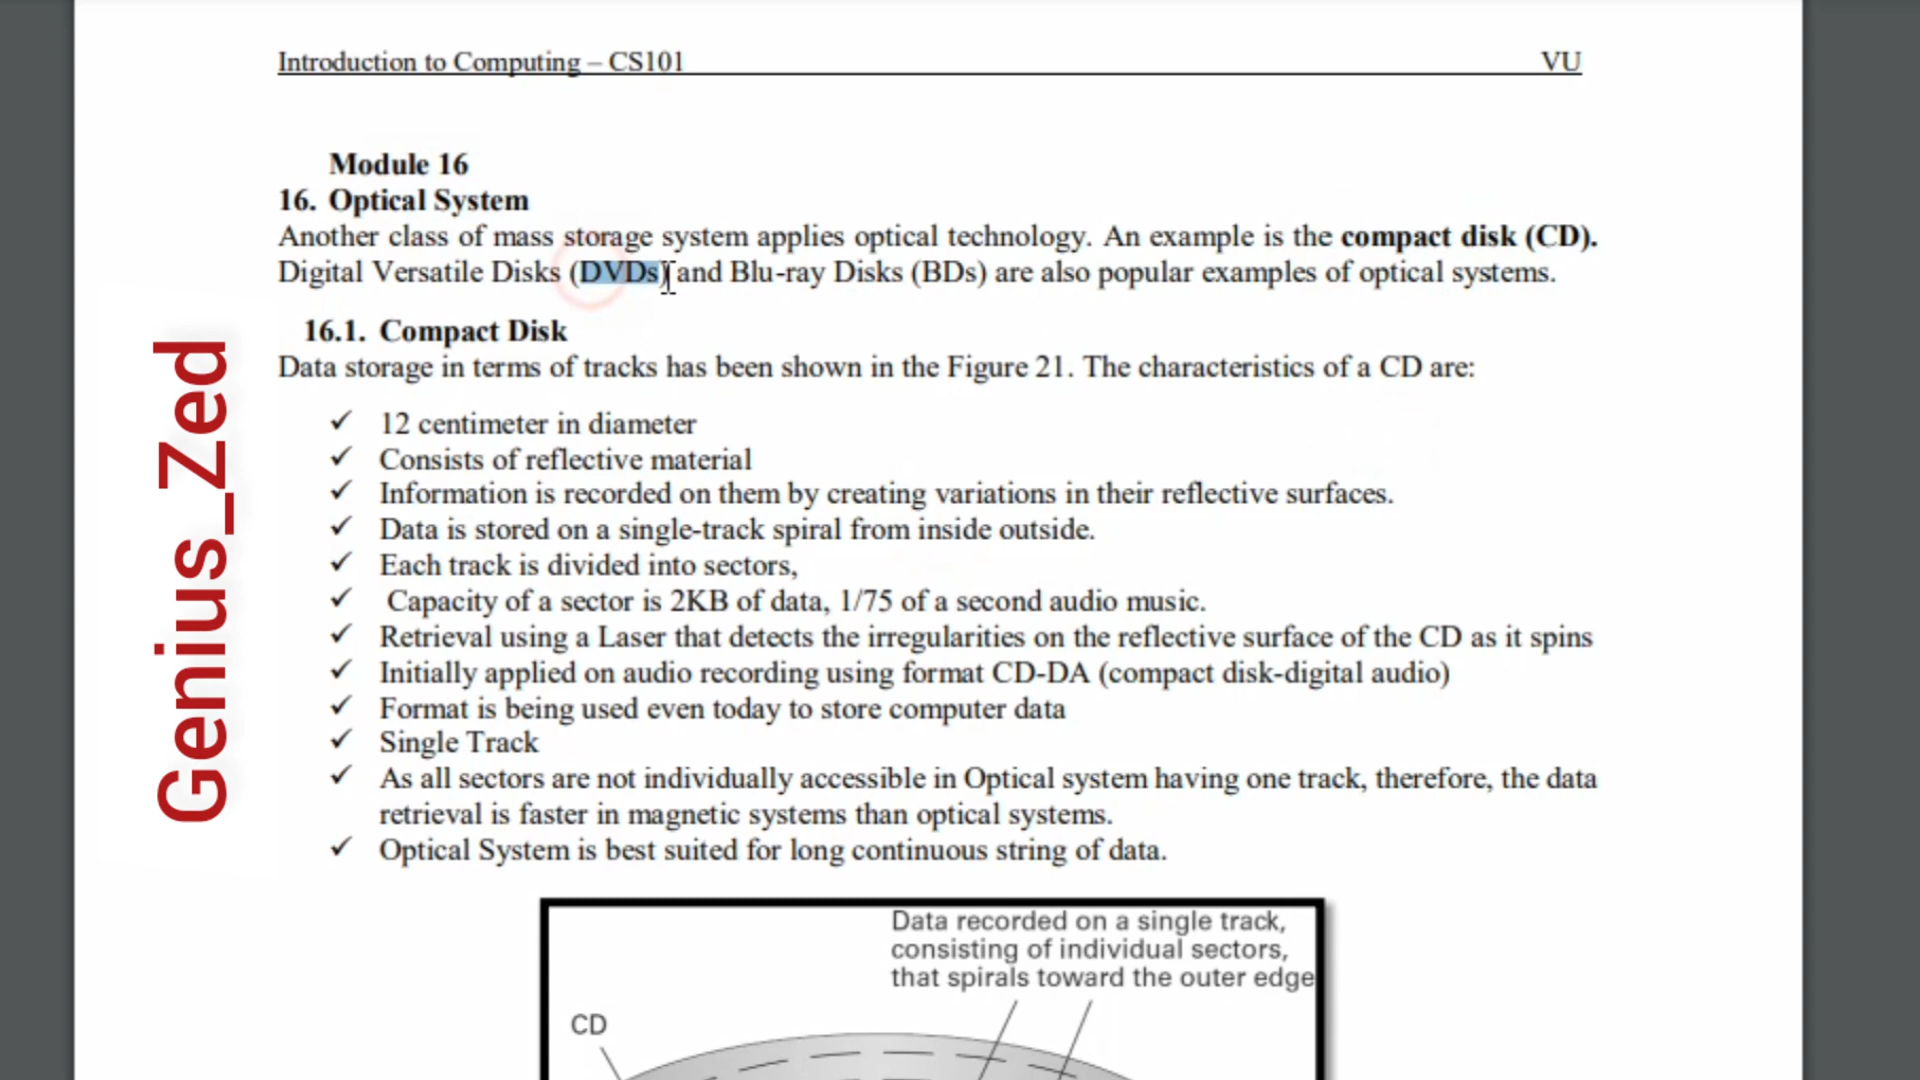 Introduction to Computing – CS101 VU
Module 16
16. Optical System
Another class of mass storage system applies optical technology. An example is the compact disk (CD).
Digital Versatile Disks (DVDs) and Blu-ray Disks (BDs) are also popular examples of optical systems.
16.1. Compact Disk
Data storage in terms of tracks has been shown in the Figure 21. The characteristics of a CD are:
✓ 12 centimeter in diameter
✓ Consists of reflective material
✓ Information is recorded on them by creating variations in their reflective surfaces.
✓ Data is stored on a single-track spiral from inside outside.
✓ Each track is divided into sectors,
✓ Capacity of a sector is 2KB of data, 1/75 of a second audio music.
✓ Retrieval using a Laser that detects the irregularities on the reflective surface of the CD as it spins
✓ Initially applied on audio recording using format CD-DA (compact disk-digital audio)
✓ Format is being used even today to store computer data
✓ Single Track
✓ As all sectors are not individually accessible in Optical system having one track, therefore, the data
retrieval is faster in magnetic systems than optical systems.
✓ Optical System is best suited for long continuous string of data.
Data recorded on a single track,
consisting of individual sectors,
that spirals toward the outer edge
CD
Genius_Zed